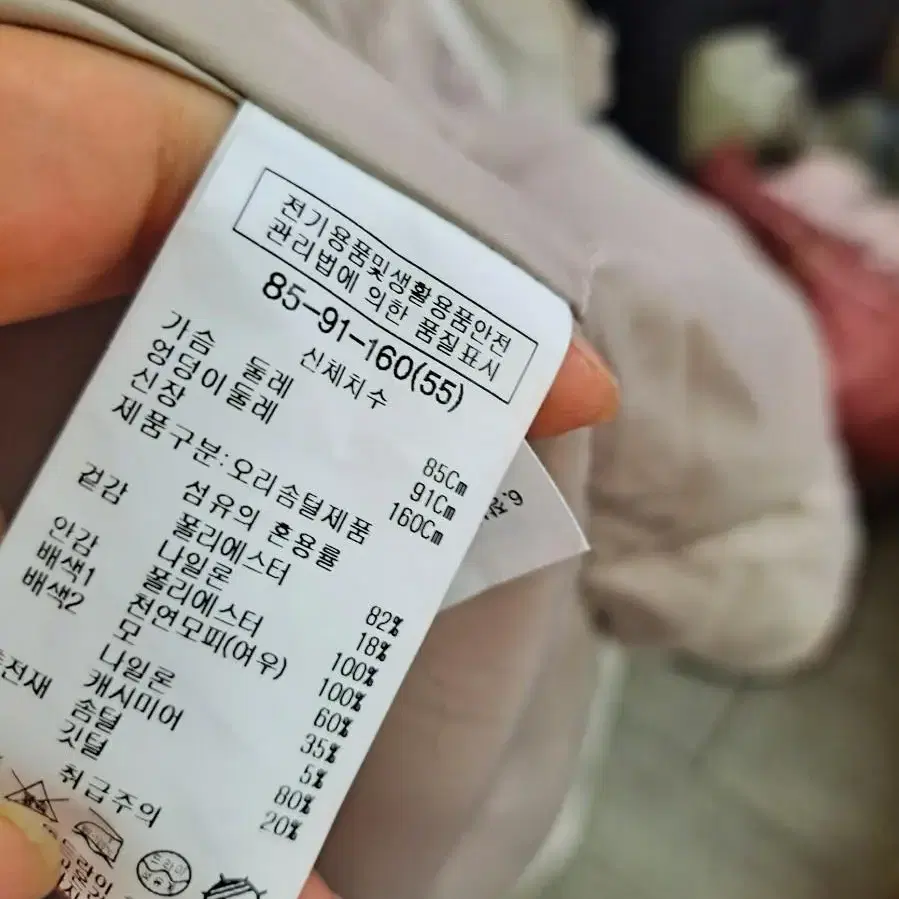 전기용품및생활용품안전
관리법에 의한 품질표시
85-91-160(55)
신체치수
가슴 둘레 85Cm
엉덩이둘레 91Cm
신장 160Cm
제품구분:오리솜털제품
섬유의 혼용률
겉감 폴리에스터 82%
나일론 18%
안감 폴리에스터 100%
배색1 천연모피(여우) 100%
배색2 모 60%
나일론 35%
캐시미어 5%
충전재 솜털 80%
깃털 20%
취급주의
드라이